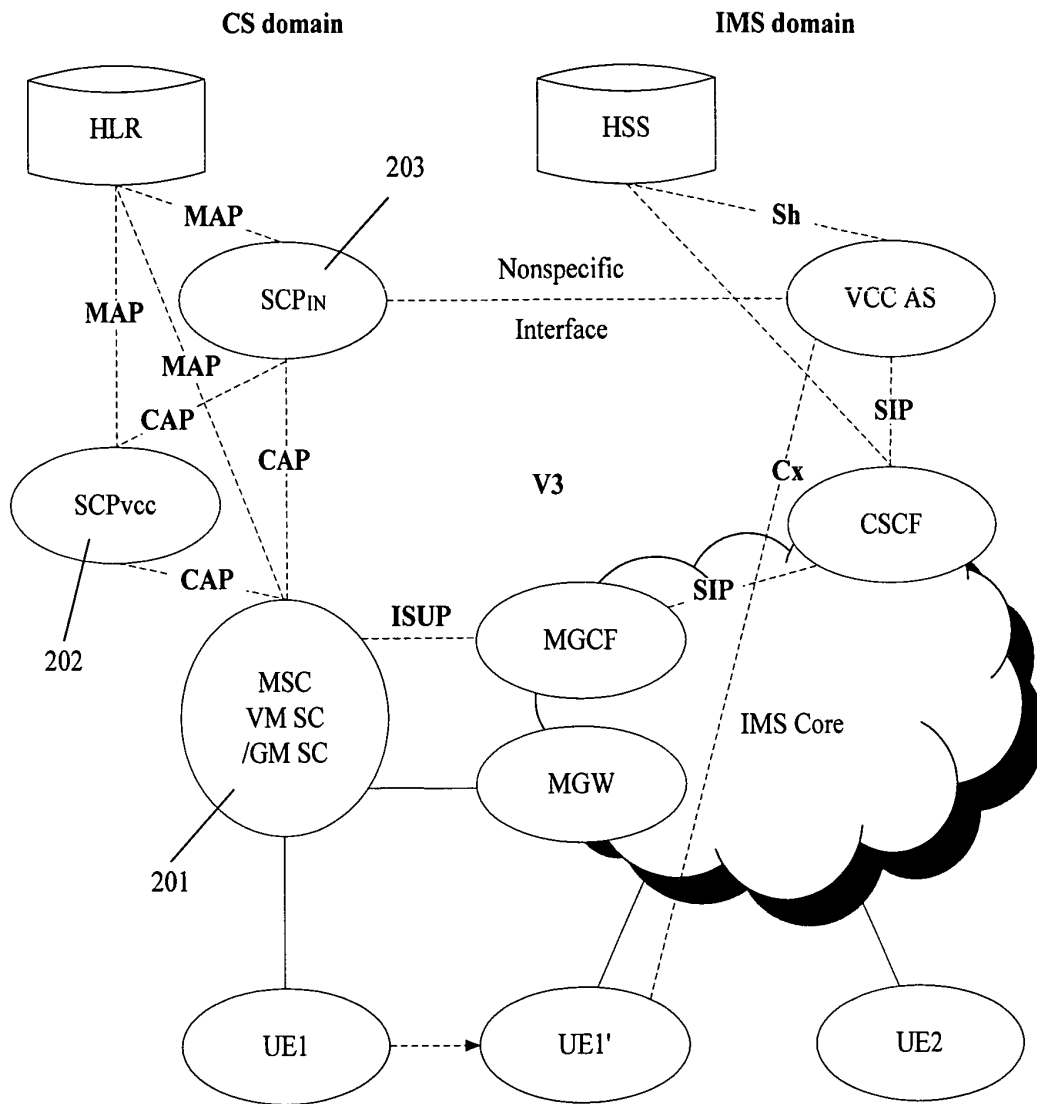 CS domain
IMS domain
HLR
HSS
203
MAP
Sh
SCPIN
Nonspecific
Interface
VCC AS
MAP
MAP
CAP
SIP
CAP
SCPvcc
V3
Cx
CSCF
CAP
SIP
ISUP
MGCF
202
MSC
VM SC
/GM SC
IMS Core
MGW
201
UE1
UE1'
UE2